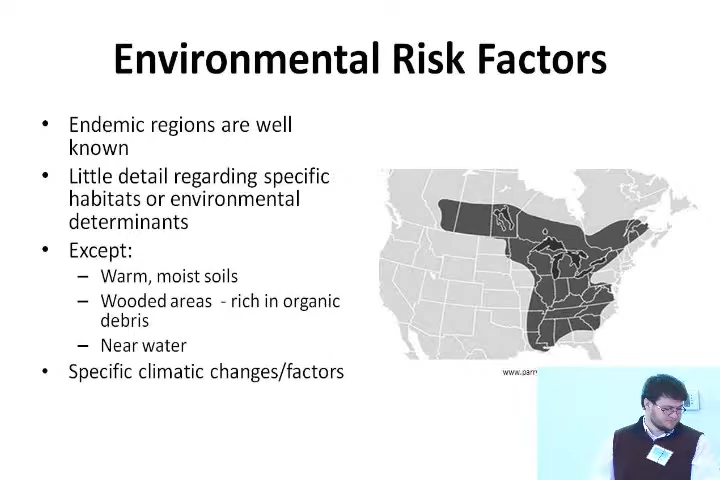 Environmental Risk Factors
• Endemic regions are well
known
• Little detail regarding specific
habitats or environmental
determinants
• Except:
– Warm, moist soils
– Wooded areas - rich in organic
debris
– Near water
• Specific climatic changes/factors